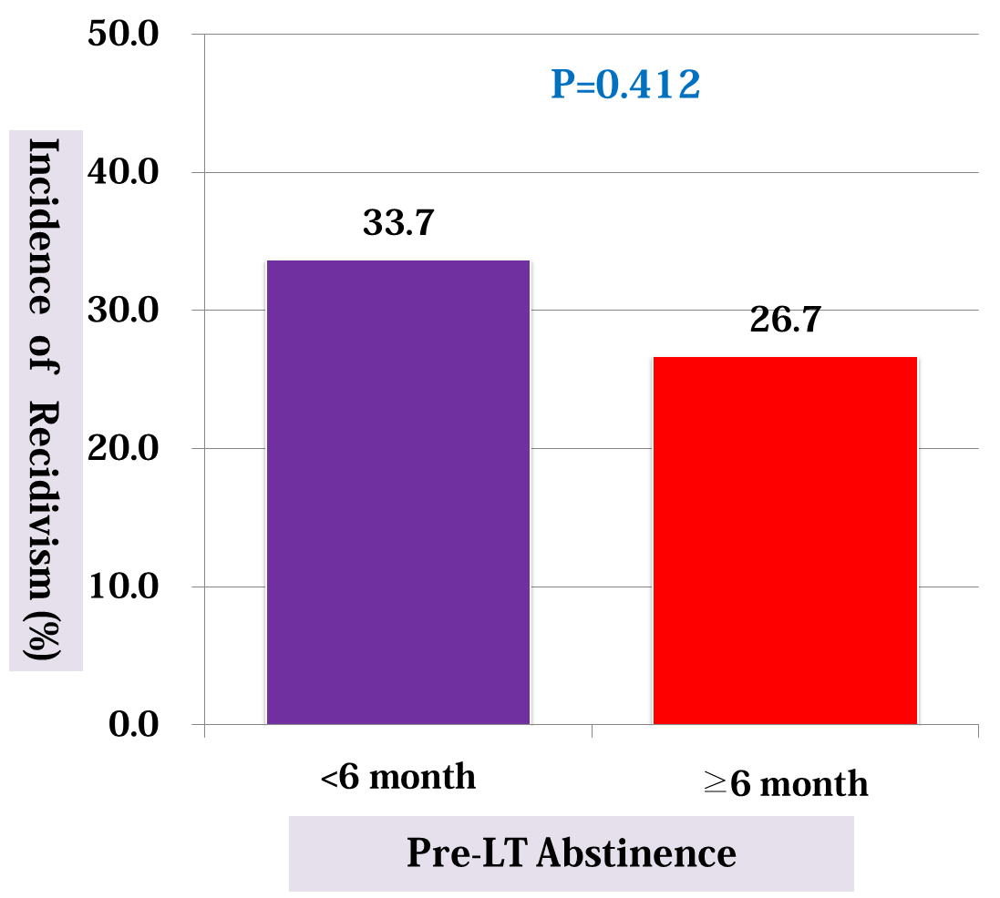 50.0
P=0.412
40.0
33.7
30.0
26.7
20.0
10.0
0.0
Incidence of Recidivism (%)
<6 month
≥6 month
Pre-LT Abstinence